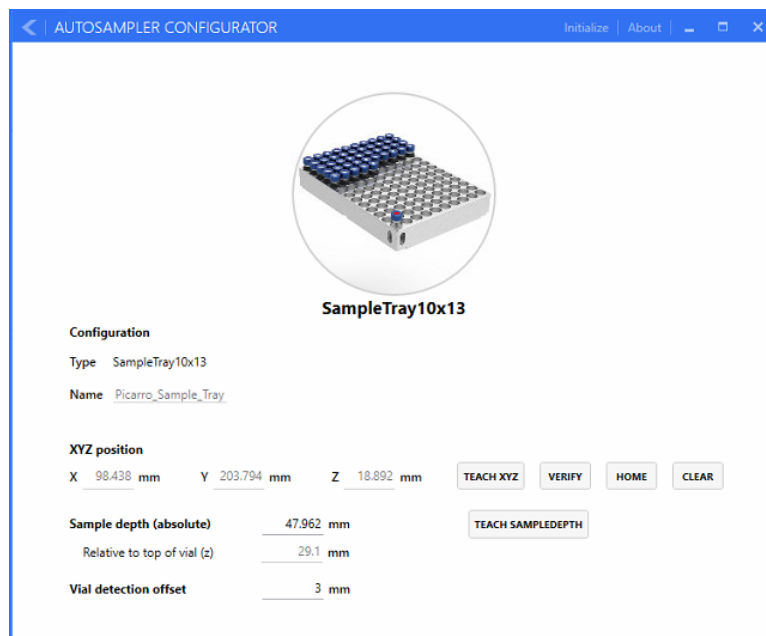 AUTOSAMPLER CONFIGURATOR Initialize About
SampleTray10x13
Configuration
Type SampleTray10x13
Name Picarro_Sample_Tray
XYZ position
X 98.438 mm Y 203.794 mm Z 18.892 mm TEACH XYZ VERIFY HOME CLEAR
Sample depth (absolute) 47.962 mm TEACH SAMPLEDEPTH
Relative to top of vial (z) 29.1 mm
Vial detection offset 3 mm